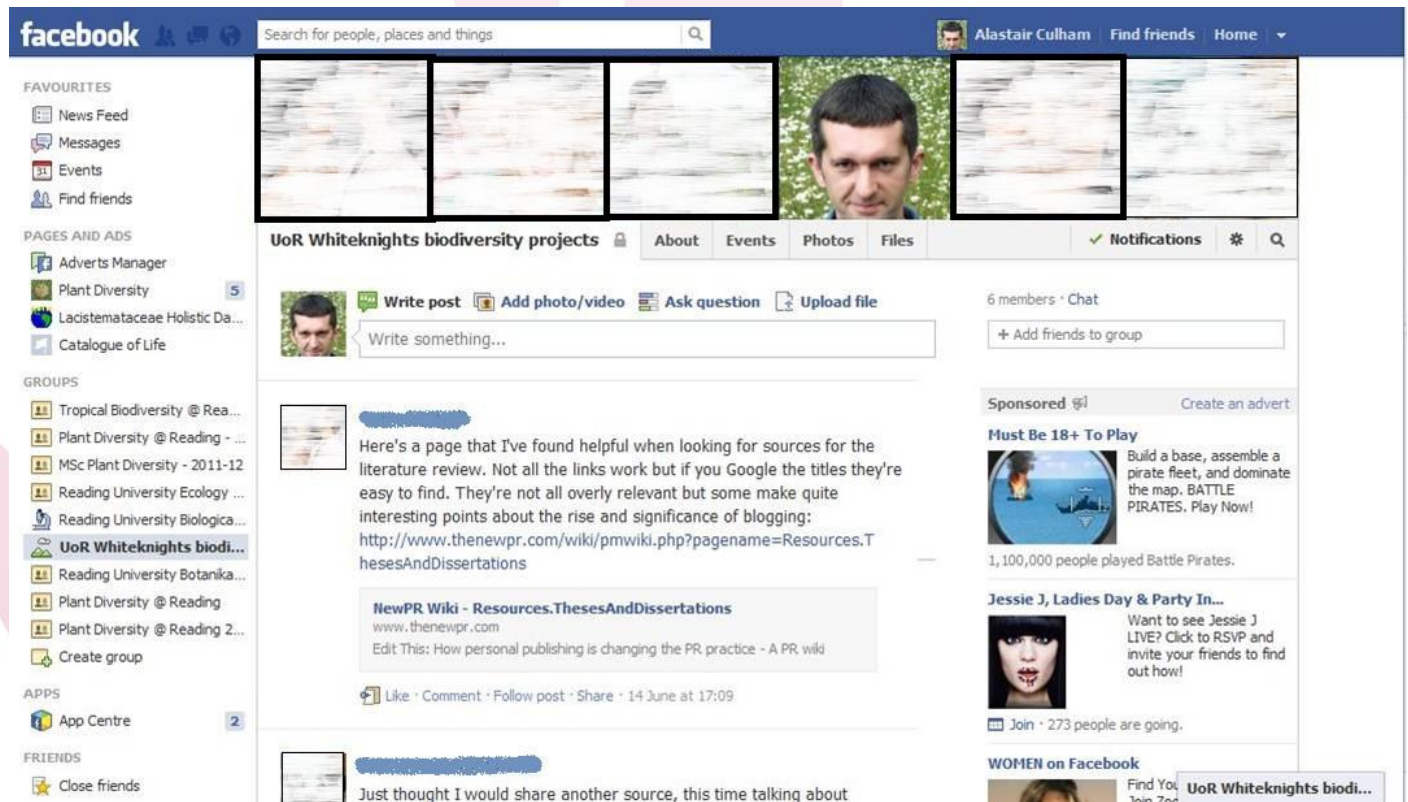 facebook
Search for people, places and things
Alastair Culham Find friends Home
FAVOURITES
News Feed
Messages
31 Events
Find friends
PAGES AND ADS
Adverts Manager
Plant Diversity 5
Lacistemataceae Holistic Da...
Catalogue of Life
GROUPS
Tropical Biodiversity @ Rea...
Plant Diversity @ Reading - ...
MSc Plant Diversity - 2011-12
Reading University Ecology ...
Reading University Biologica...
UoR Whiteknights biodi...
Reading University Botanika...
Plant Diversity @ Reading
Plant Diversity @ Reading 2...
Create group
APPS
App Centre 2
FRIENDS
Close friends
UoR Whiteknights biodiversity projects About Events Photos Files Notifications
Write post Add photo/video Ask question Upload file
Write something...
Here's a page that I've found helpful when looking for sources for the
literature review. Not all the links work but if you Google the titles they're
easy to find. They're not all overly relevant but some make quite
interesting points about the rise and significance of blogging:
http://www.thenewpr.com/wiki/pmwiki.php?pagename=Resources.T
hesesAndDissertations
NewPR Wiki - Resources.ThesesAndDissertations
www.thenewpr.com
Edit This: How personal publishing is changing the PR practice - A PR wiki
Like · Comment · Follow post · Share · 14 June at 17:09
Just thought I would share another source, this time talking about
6 members · Chat
+ Add friends to group
Sponsored Create an advert
Must Be 18+ To Play
Build a base, assemble a
pirate fleet, and dominate
the map. BATTLE
PIRATES. Play Now!
1,100,000 people played Battle Pirates.
Jessie J, Ladies Day & Party In...
Want to see Jessie J
LIVE? Click to RSVP and
invite your friends to find
out how!
Join · 273 people are going.
WOMEN on Facebook
Find You
UoR Whiteknights biodi...